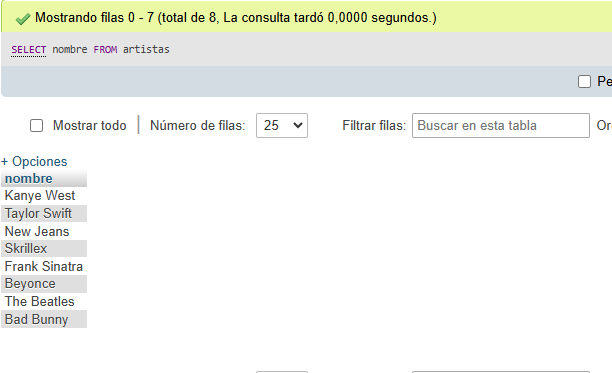 Mostrando filas 0 - 7 (total de 8, La consulta tardó 0,0000 segundos.)
SELECT nombre FROM artistas
Pe
Mostrar todo Número de filas: 25 Filtrar filas: Buscar en esta tabla Or
+ Opciones
nombre
Kanye West
Taylor Swift
New Jeans
Skrillex
Frank Sinatra
Beyonce
The Beatles
Bad Bunny